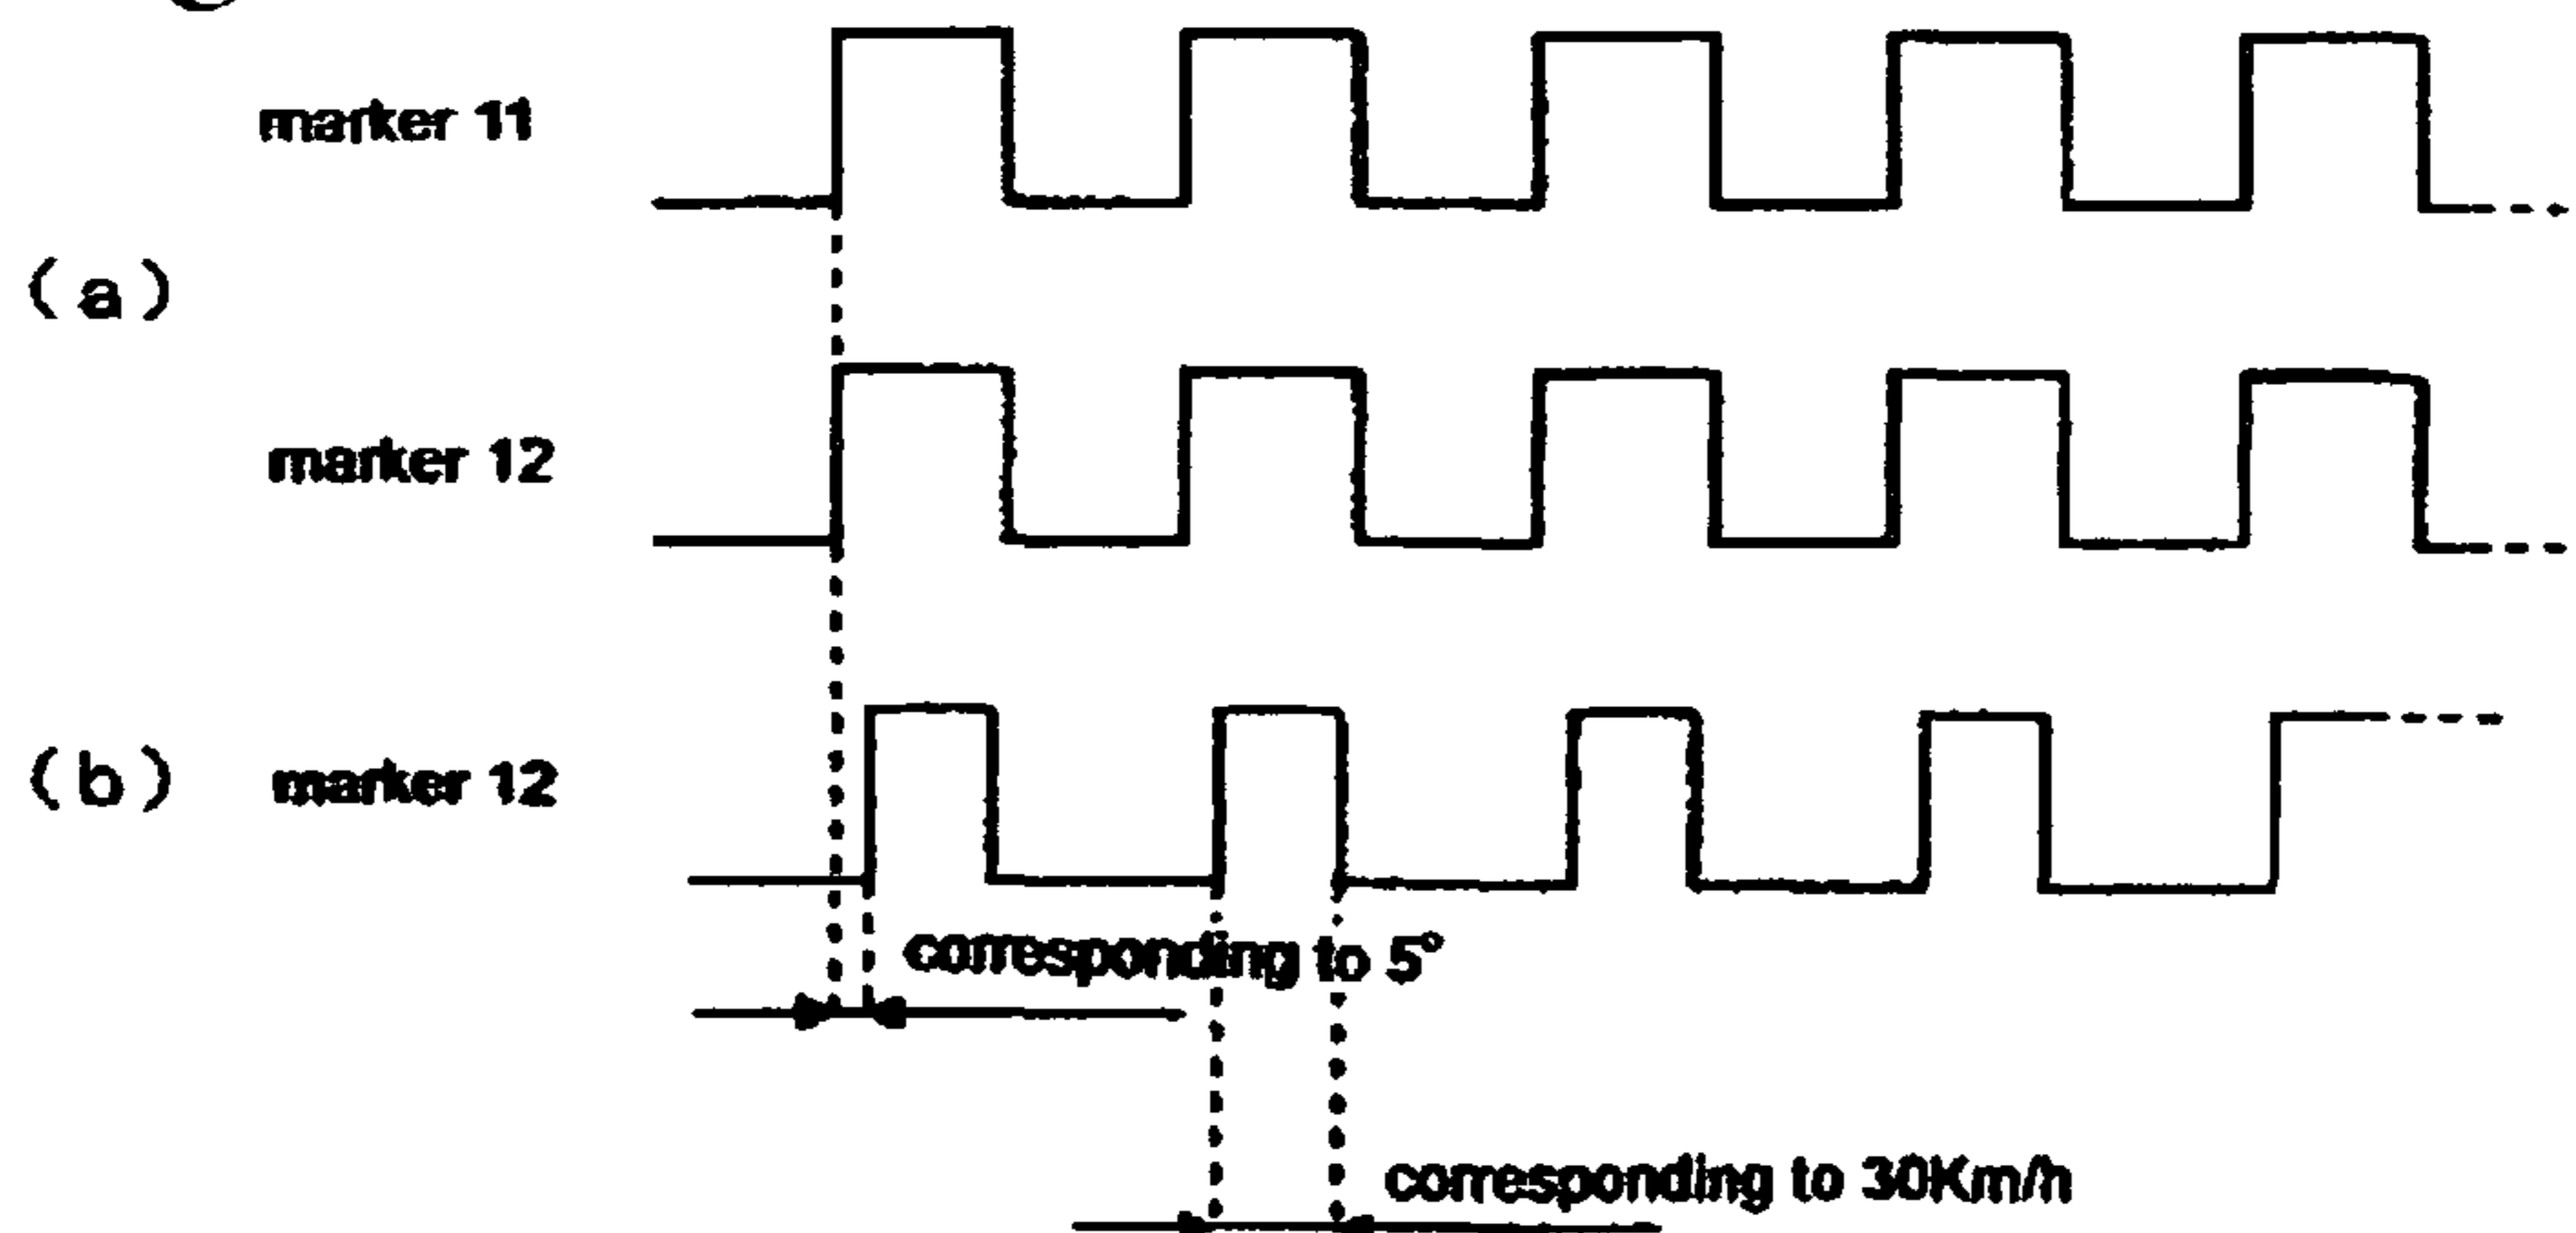 marker 11
(a)
marker 12
(b) marker 12
corresponding to 5°
corresponding to 30Km/h